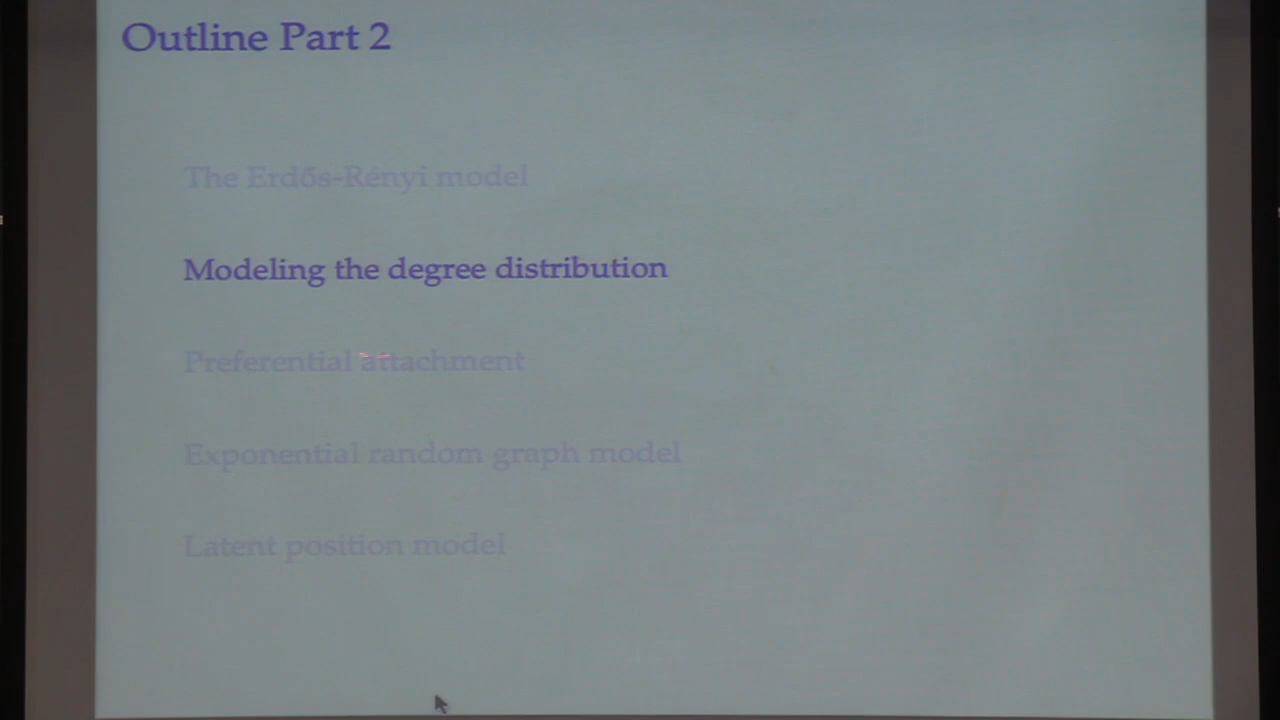 Outline Part 2
The Erdős-Rényi model
Modeling the degree distribution
Preferential attachment
Exponential random graph model
Latent position model